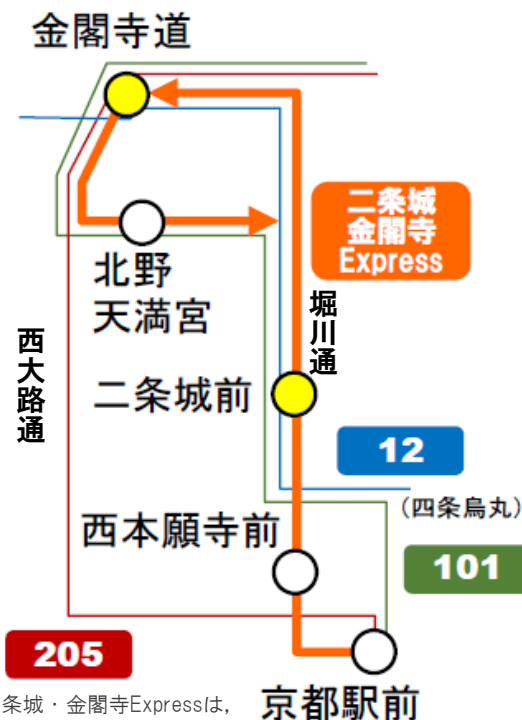 金閣寺道
二条城
金閣寺
Express
北野
天満宮
堀川通
西大路通
二条城前
12
(四条烏丸)
西本願寺前
101
205
条城・金閣寺Expressは,
京都駅前